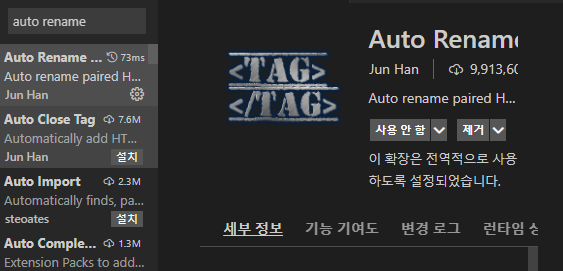 auto rename
Auto Rename ... 73ms
Auto rename paired H...
Jun Han
Auto Close Tag 7.6M
Automatically add HT...
Jun Han 설치
Auto Import 2.3M
Automatically finds, pa...
steoates 설치
Auto Comple... 1.3M
Extension Packs to add...
<TAG>
</TAG>
Auto Rename
Jun Han 9,913,60
Auto rename paired H...
사용 안 함 제거
이 확장은 전역적으로 사용
하도록 설정되었습니다.
세부 정보 기능 기여도 변경 로그 런타임 상